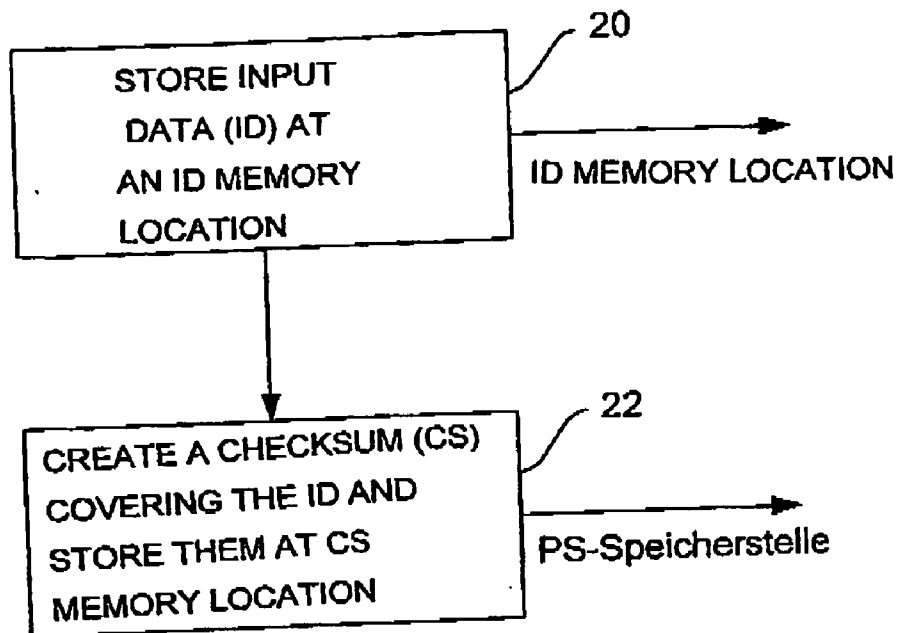 20
STORE INPUT
DATA (ID) AT
AN ID MEMORY
LOCATION
ID MEMORY LOCATION
22
CREATE A CHECKSUM (CS)
COVERING THE ID AND
STORE THEM AT CS
MEMORY LOCATION
PS-Speicherstelle